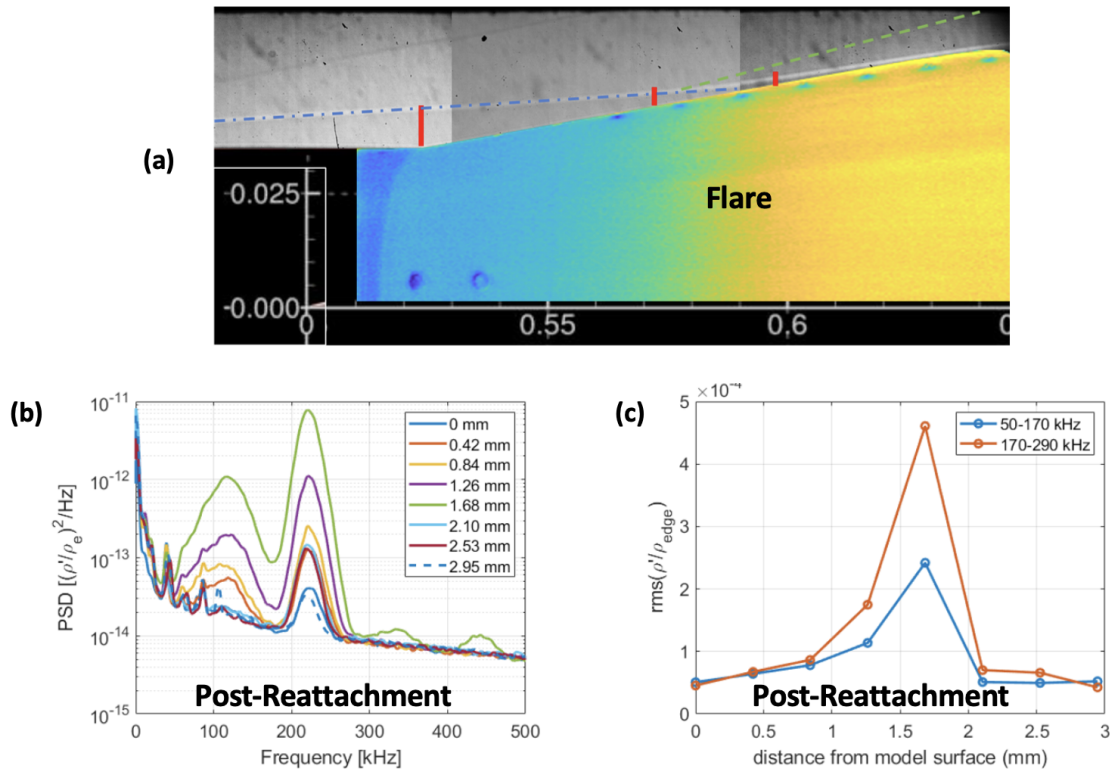 (a)
-0.025
-0.000
Flare
0
0.55
0.6
0
(b)
PSD [(ρ'/ρe)²/Hz]
10⁻¹¹
10⁻¹²
10⁻¹³
10⁻¹⁴
10⁻¹⁵
0 mm
0.42 mm
0.84 mm
1.26 mm
1.68 mm
2.10 mm
2.53 mm
2.95 mm
Post-Reattachment
0
100
200
300
400
500
Frequency [kHz]
(c)
rms(ρ'/ρedge)
5
4
3
2
1
0
50-170 kHz
170-290 kHz
Post-Reattachment
0
0.5
1
1.5
2
2.5
3
distance from model surface (mm)